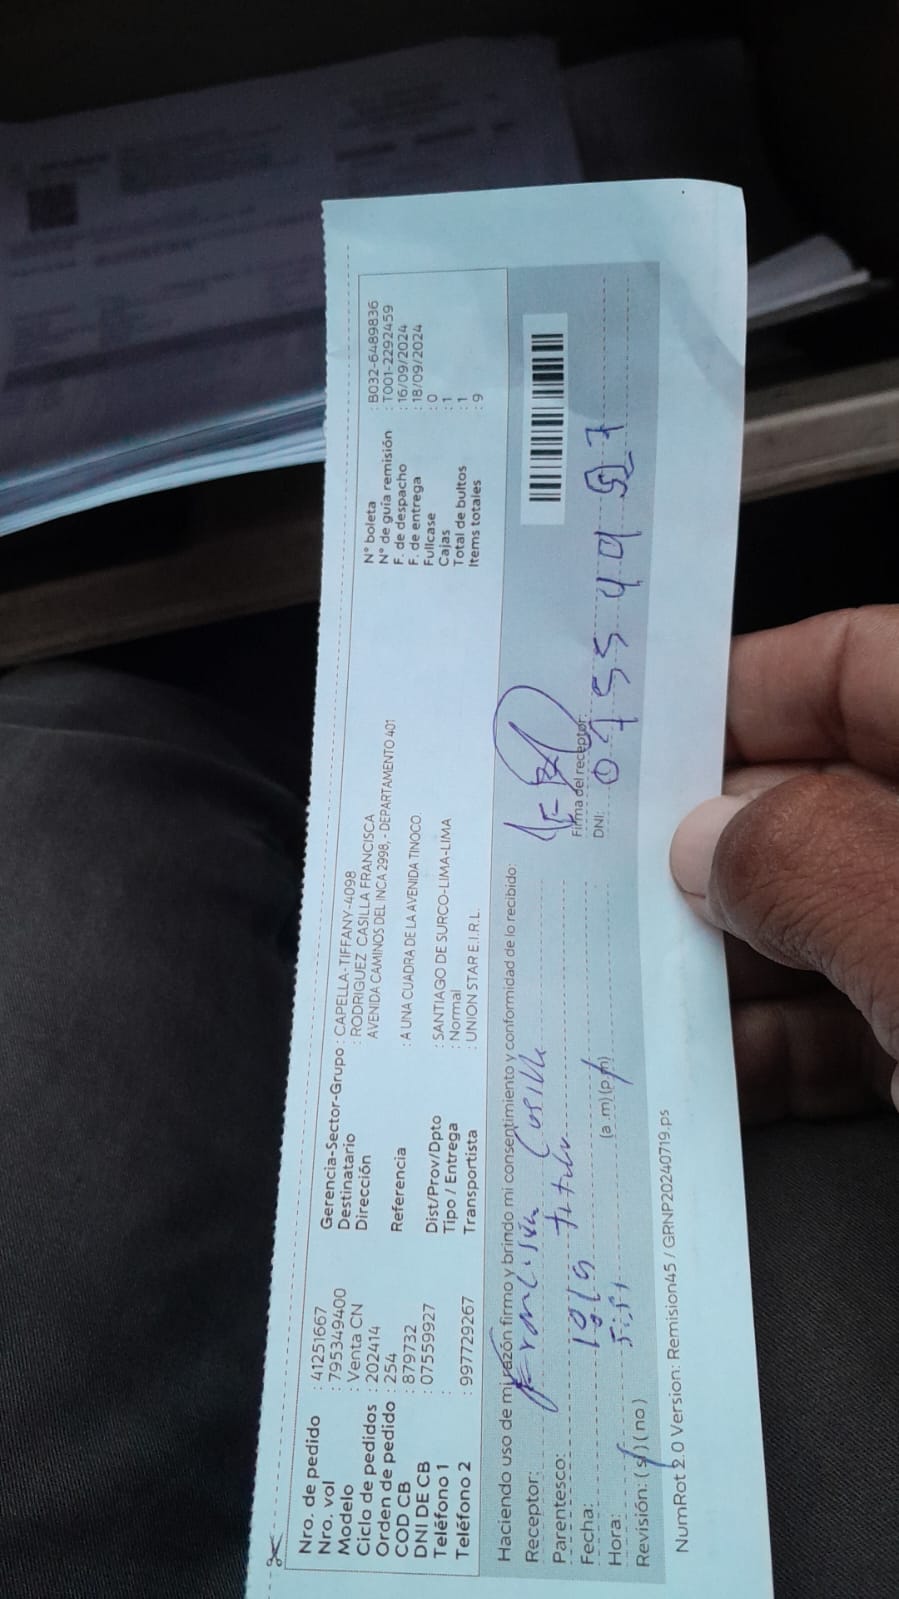 Nro. de pedido : 41251667
Nro. vol : 795349400
Modelo : Venta CN
Ciclo de pedidos : 202414
Orden de pedido : 254
COD CB : 879732
DNI DE CB : 07559927
Teléfono 1 :
Teléfono 2 : 997729267
Gerencia-Sector-Grupo : CAPELLA-TIFFANY-4098
Destinatario : RODRIGUEZ CASILLA FRANCISCA
Dirección AVENIDA CAMINOS DEL INCA 2998, - DEPARTAMENTO 401
Referencia : A UNA CUADRA DE LA AVENIDA TINOCO.
Dist/Prov/Dpto : SANTIAGO DE SURCO-LIMA-LIMA
Tipo / Entrega : Normal
Transportista : UNION STAR E.I.R.L.
N° boleta : B032-6489836
N° de guía remisión : T001-2292459
F. de despacho : 16/09/2024
F. de entrega : 18/09/2024
Fullcase : 0
Cajas : 1
Total de bultos : 1
Items totales : 9
Haciendo uso de mi razón firmo y brindo mi consentimiento y conformidad de lo recibido:
Receptor:
Parentesco:
Fecha:
Hora: (a.m) (p.m)
Revisión: (si) (no)
Firma del receptor:
DNI:
NumRot 2.0 Version: Remision45 / GRNP20240719.ps